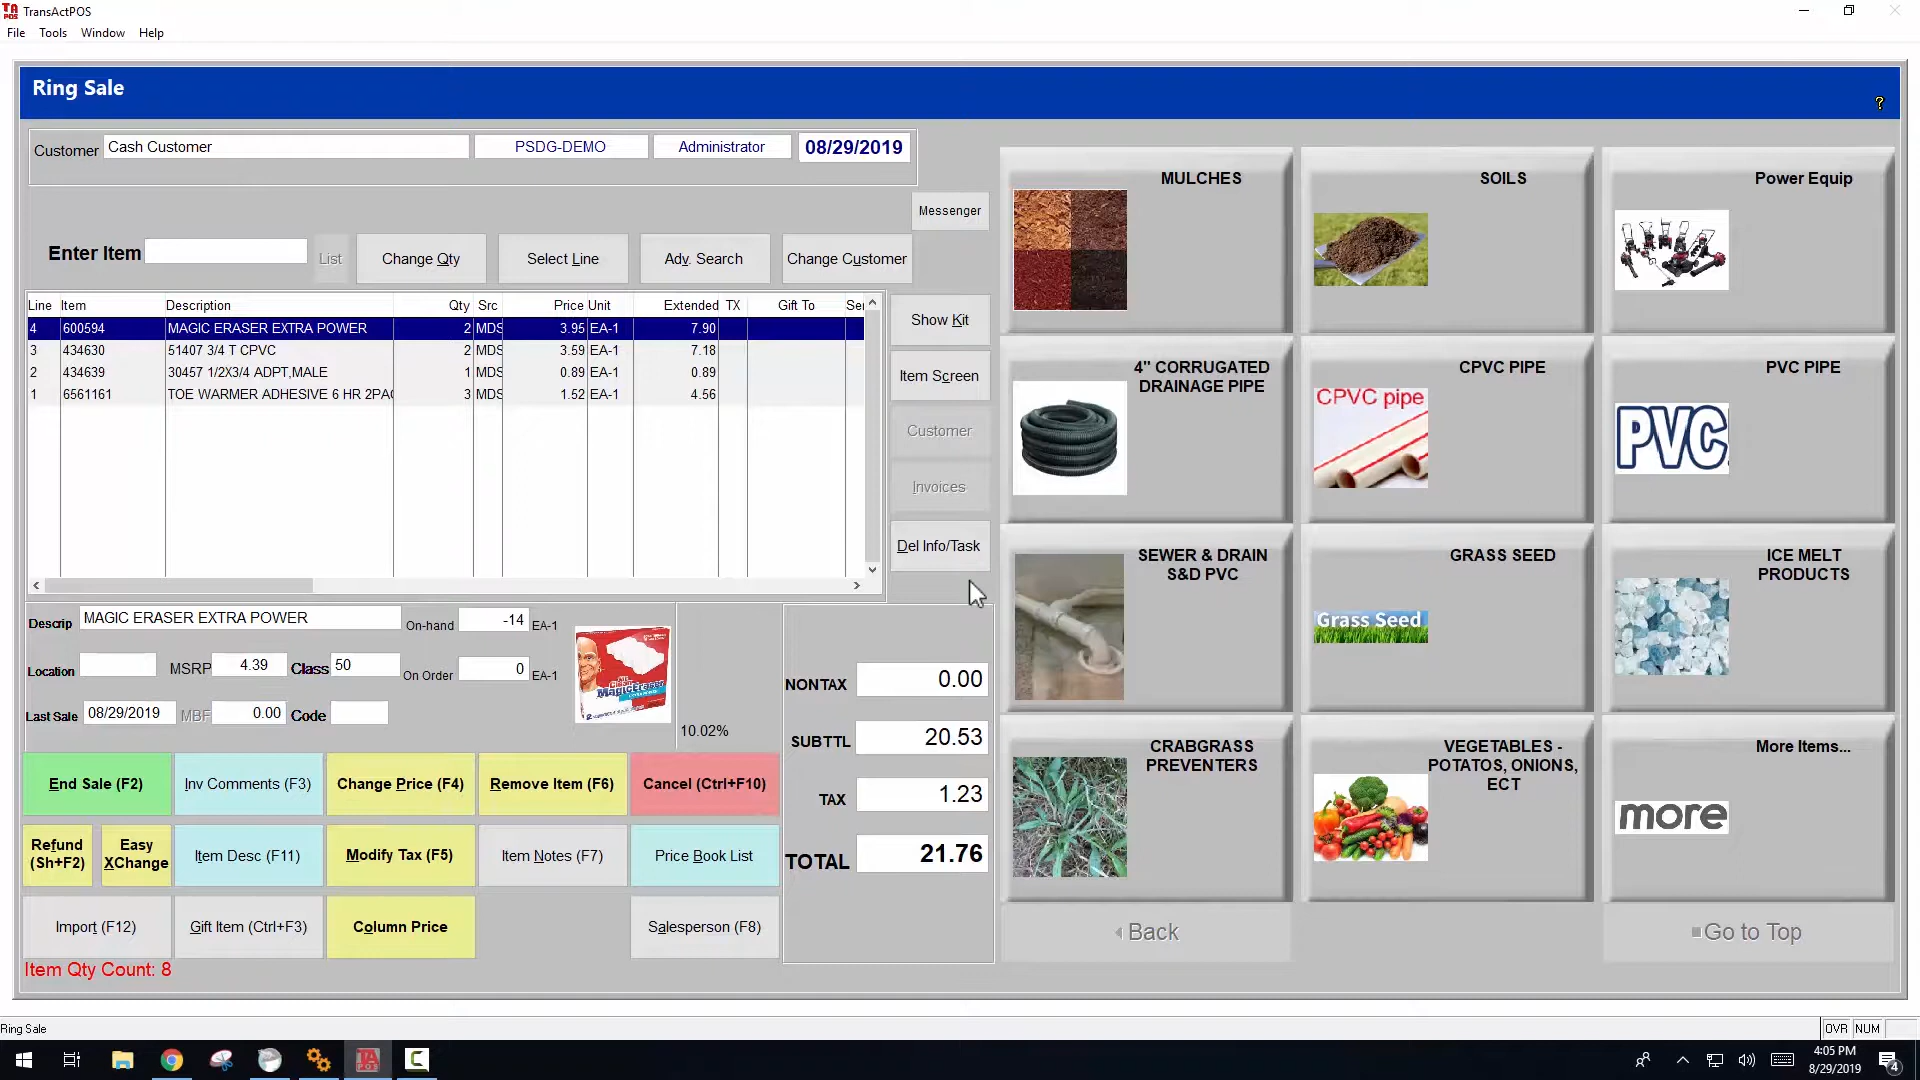 TransActPOS
File Tools Window Help
Ring Sale
?
Customer Cash Customer PSDG-DEMO Administrator 08/29/2019
Messenger
Enter Item List Change Qty Select Line Adv. Search Change Customer
Line Item Description Qty Src Price Unit Extended TX Gift To Ser
4 600594 MAGIC ERASER EXTRA POWER 2 MDS 3.95 EA-1 7.90
3 434630 51407 3/4 T CPVC 2 MDS 3.59 EA-1 7.18
2 434639 30457 1/2X3/4 ADPT,MALE 1 MDS 0.89 EA-1 0.89
1 6561161 TOE WARMER ADHESIVE 6 HR 2PAC 3 MDS 1.52 EA-1 4.56
Show Kit
Item Screen
Customer
Invoices
Del Info/Task
Descrip MAGIC ERASER EXTRA POWER On-hand -14 EA-1
Location MSRP 4.39 Class 50 On Order 0 EA-1
Last Sale 08/29/2019 MBF 0.00 Code
MagicEraser
10.02%
NONTAX 0.00
SUBTTL 20.53
TAX 1.23
TOTAL 21.76
End Sale (F2) Inv Comments (F3) Change Price (F4) Remove Item (F6) Cancel (Ctrl+F10)
Refund (Sh+F2) Easy XChange Item Desc (F11) Modify Tax (F5) Item Notes (F7) Price Book List
Import (F12) Gift Item (Ctrl+F3) Column Price Salesperson (F8)
Item Qty Count: 8
MULCHES
SOILS
Power Equip
4" CORRUGATED
DRAINAGE PIPE
CPVC PIPE
CPVC pipe
PVC PIPE
PVC
SEWER & DRAIN
S&D PVC
GRASS SEED
Grass Seed
ICE MELT
PRODUCTS
CRABGRASS
PREVENTERS
VEGETABLES -
POTATOS, ONIONS,
ECT
More Items...
more
Back
Go to Top
Ring Sale
OVR NUM
TA
POS
C
4:05 PM
8/29/2019
4